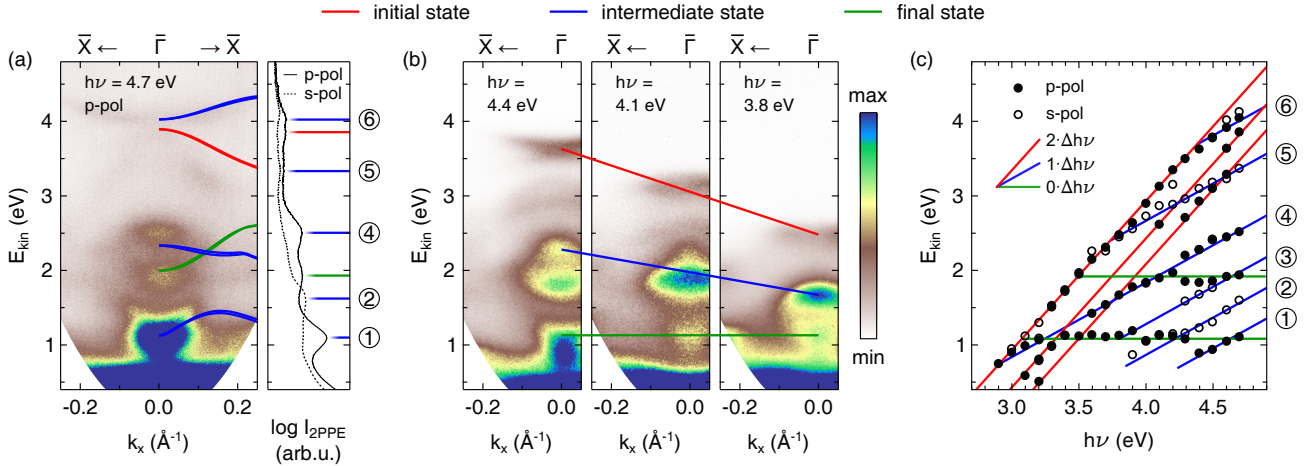 initial state intermediate state final state
(a) X̅ ← Γ̅ → X̅
hν = 4.7 eV
p-pol
E_kin (eV)
4
3
2
1
-0.2 0.0 0.2
k_x (Å⁻¹)
p-pol
s-pol
⑥
⑤
④
②
①
log I_2PPE
(arb.u.)
(b) X̅ ← Γ̅ X̅ ← Γ̅ X̅ ← Γ̅
hν =
4.4 eV
hν =
4.1 eV
hν =
3.8 eV
E_kin (eV)
4
3
2
1
-0.2 0.0 -0.2 0.0 -0.2 0.0
k_x (Å⁻¹) k_x (Å⁻¹) k_x (Å⁻¹)
max
min
(c)
p-pol
s-pol
2·Δhν
1·Δhν
0·Δhν
E_kin (eV)
4
3
2
1
3.0 3.5 4.0 4.5
hν (eV)
⑥
⑤
④
③
②
①